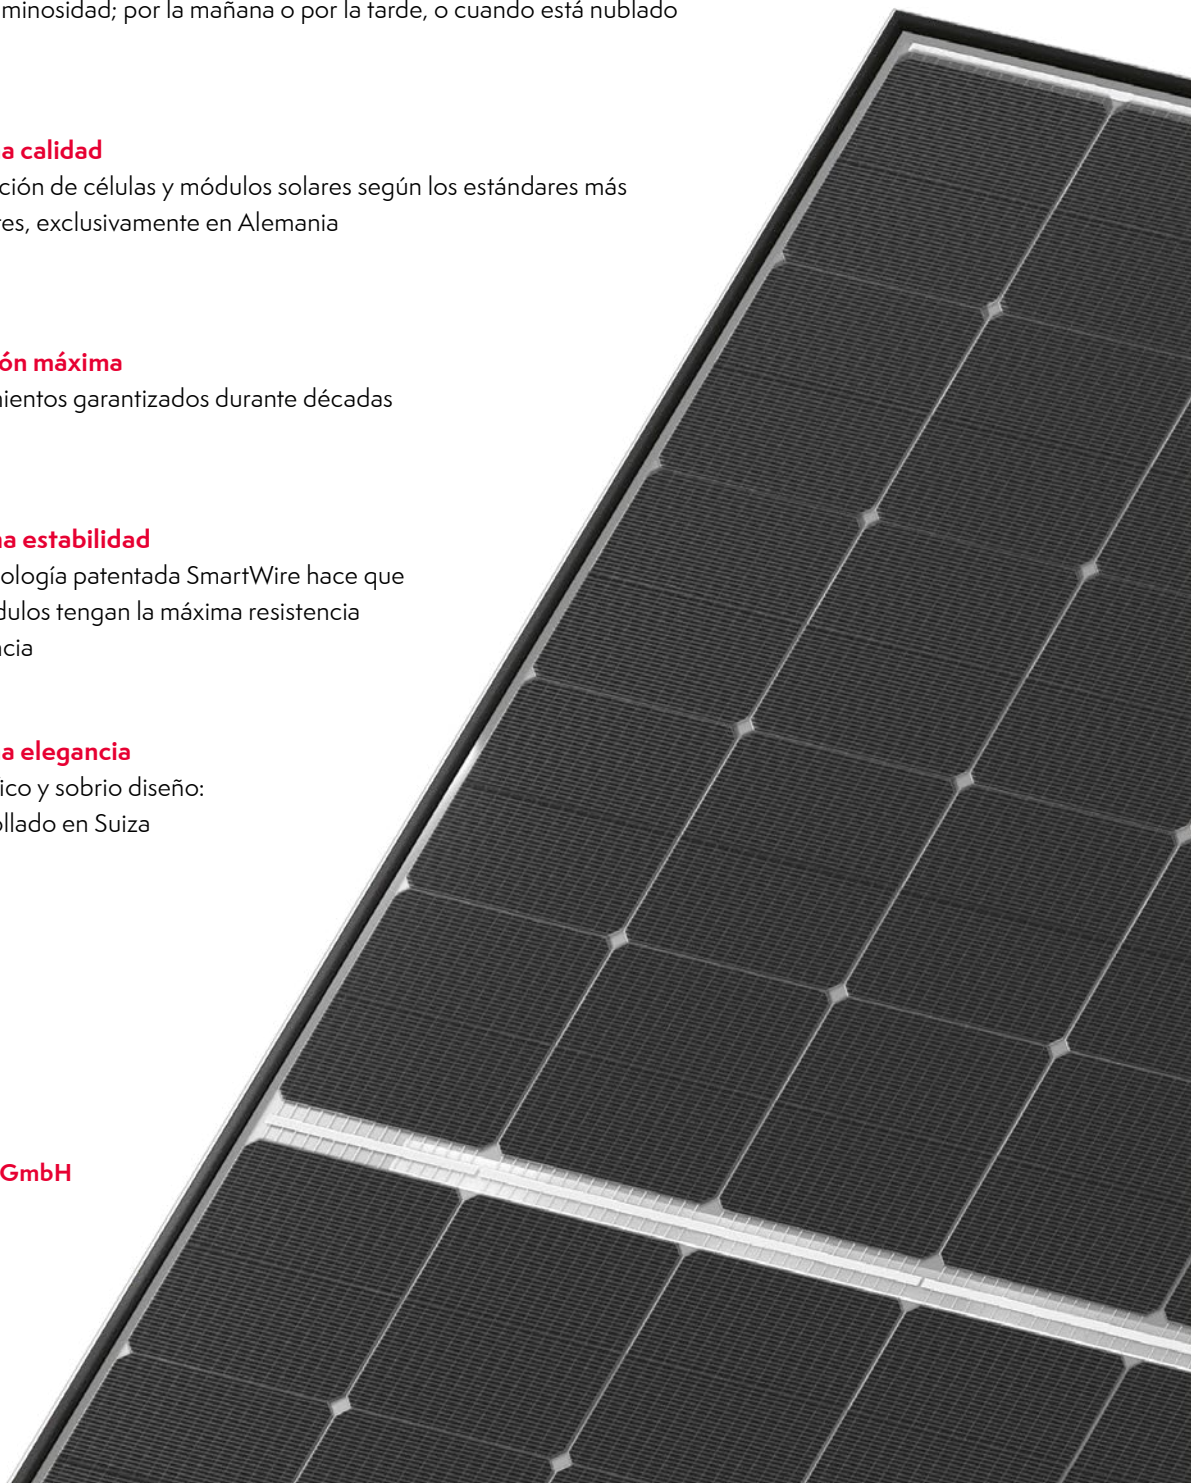 minosidad; por la mañana o por la tarde, o cuando está nublado
a calidad
ción de células y módulos solares según los estándares más
es, exclusivamente en Alemania
ón máxima
ientos garantizados durante décadas
a estabilidad
ología patentada SmartWire hace que
dulos tengan la máxima resistencia
cia
a elegancia
ico y sobrio diseño:
llado en Suiza
GmbH